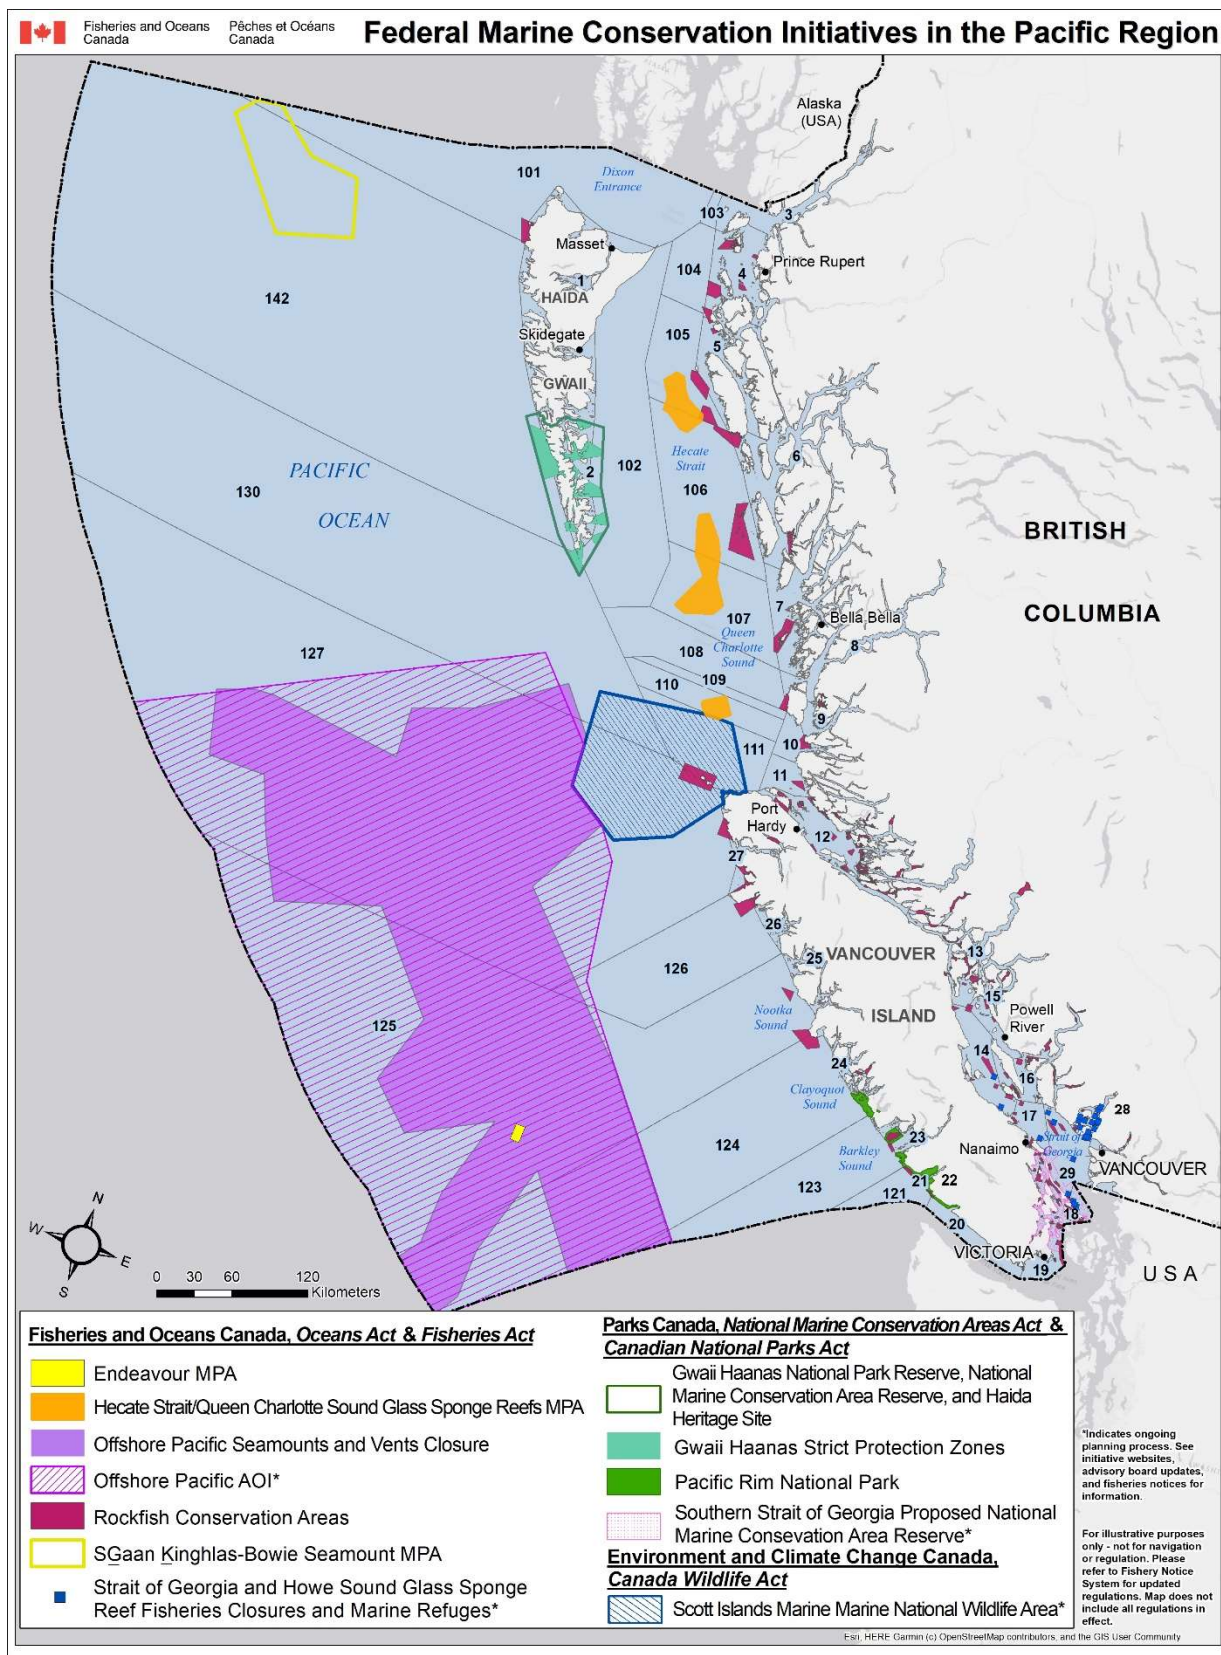 Fisheries and Oceans Canada
Pêches et Océans Canada
Federal Marine Conservation Initiatives in the Pacific Region
Alaska (USA)
101
Dixon Entrance
103
3
Masset
104
4
Prince Rupert
1
HAIDA
142
105
5
Skidegate
GWAII
2
102
Hecate Strait
6
106
PACIFIC
OCEAN
130
BRITISH
COLUMBIA
107
7
Bella Bella
Queen Charlotte Sound
8
127
108
109
110
9
111
10
11
Port Hardy
12
27
26
VANCOUVER
13
126
25
15
Nootka Sound
ISLAND
Powell River
125
14
24
16
Clayoquot Sound
17
28
124
23
Nanaimo
Strait of Georgia
Barkley Sound
29
VANCOUVER
123
21
22
121
18
20
VICTORIA
19
U S A
N
W
E
S
0 30 60 120
Kilometers
Fisheries and Oceans Canada, Oceans Act & Fisheries Act
Endeavour MPA
Hecate Strait/Queen Charlotte Sound Glass Sponge Reefs MPA
Offshore Pacific Seamounts and Vents Closure
Offshore Pacific AOI*
Rockfish Conservation Areas
SG̲aan K̲inghlas-Bowie Seamount MPA
Strait of Georgia and Howe Sound Glass Sponge
Reef Fisheries Closures and Marine Refuges*
Parks Canada, National Marine Conservation Areas Act &
Canadian National Parks Act
Gwaii Haanas National Park Reserve, National
Marine Conservation Area Reserve, and Haida
Heritage Site
Gwaii Haanas Strict Protection Zones
Pacific Rim National Park
Southern Strait of Georgia Proposed National
Marine Consevation Area Reserve*
Environment and Climate Change Canada,
Canada Wildlife Act
Scott Islands Marine Marine National Wildlife Area*
*Indicates ongoing
planning process. See
initiative websites,
advisory board updates,
and fisheries notices for
information.
For illustrative purposes
only - not for navigation
or regulation. Please
refer to Fishery Notice
System for updated
regulations. Map does not
include all regulations in
effect.
Esri, HERE Garmin (c) OpenStreetMap contributors, and the GIS User Community